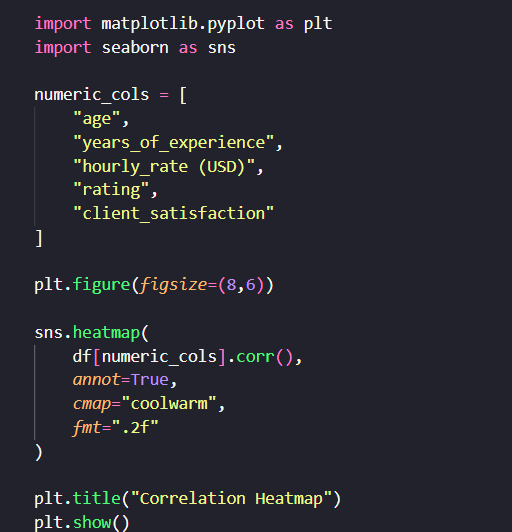 import matplotlib.pyplot as plt
import seaborn as sns

numeric_cols = [
    "age",
    "years_of_experience",
    "hourly_rate (USD)",
    "rating",
    "client_satisfaction"
]

plt.figure(figsize=(8,6))

sns.heatmap(
    df[numeric_cols].corr(),
    annot=True,
    cmap="coolwarm",
    fmt=".2f"
)

plt.title("Correlation Heatmap")
plt.show()